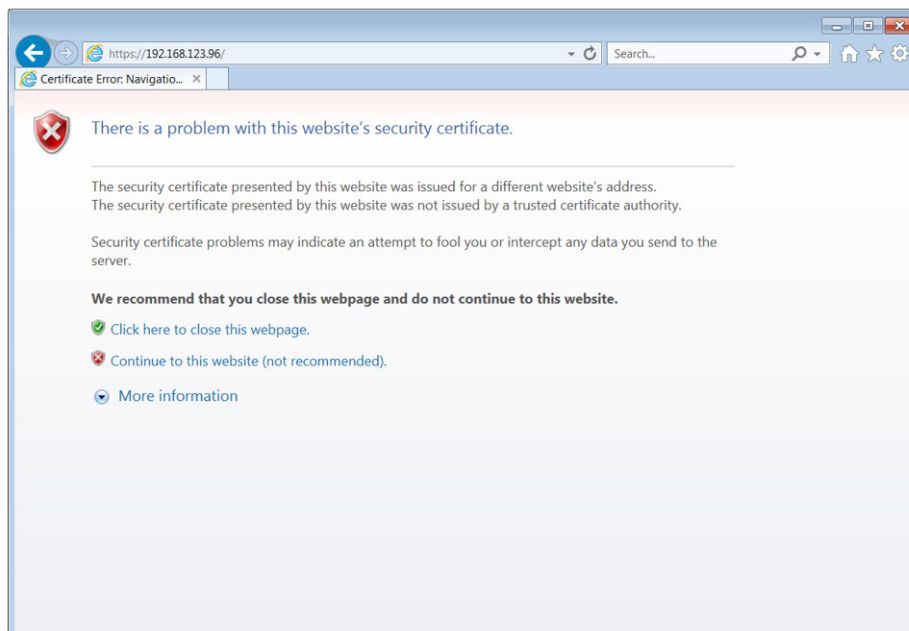 https://192.168.123.96/
Search...
Certificate Error: Navigatio...
There is a problem with this website's security certificate.
The security certificate presented by this website was issued for a different website's address.
The security certificate presented by this website was not issued by a trusted certificate authority.
Security certificate problems may indicate an attempt to fool you or intercept any data you send to the
server.
We recommend that you close this webpage and do not continue to this website.
Click here to close this webpage.
Continue to this website (not recommended).
More information